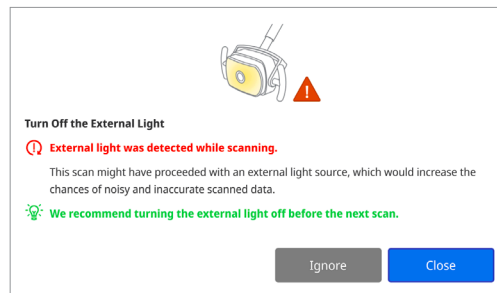 Turn Off the External Light
External light was detected while scanning.
This scan might have proceeded with an external light source, which would increase the
chances of noisy and inaccurate scanned data.
We recommend turning the external light off before the next scan.
Ignore Close